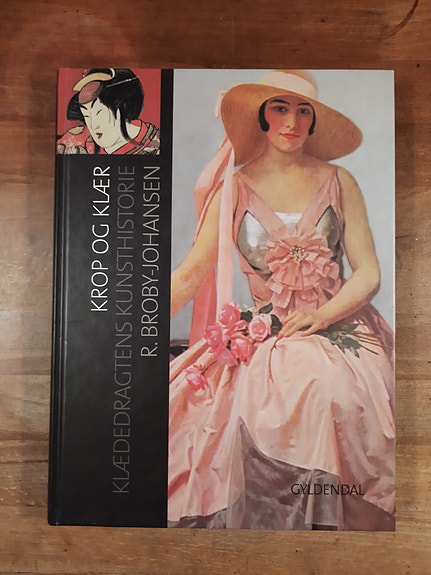 KROP OG KLÆR
KLÆDEDRAGTENS KUNSTHISTORIE
R. BROBY-JOHANSEN
GYLDENDAL